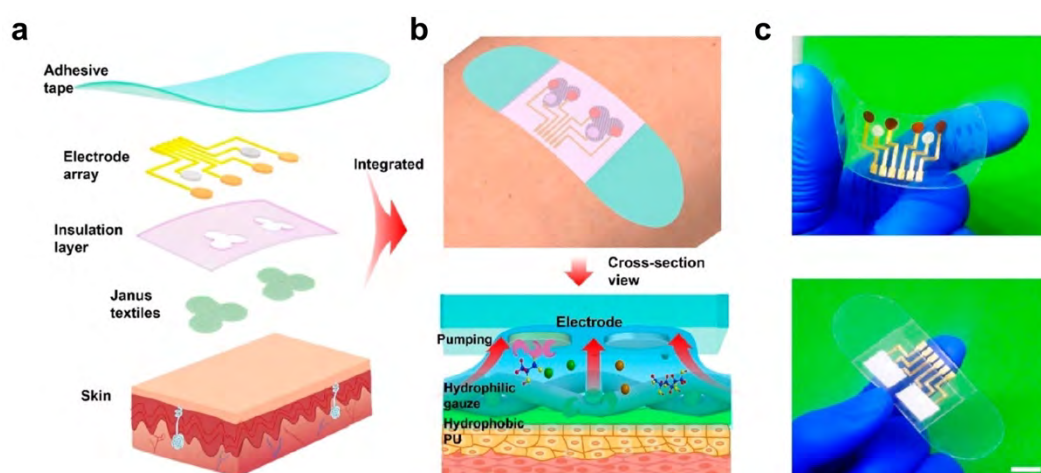 a
Adhesive
tape
Electrode
array
Insulation
layer
Janus
textiles
Skin
Integrated
b
Cross-section
view
Electrode
Pumping
Hydrophilic
gauze
Hydrophobic
PU
c